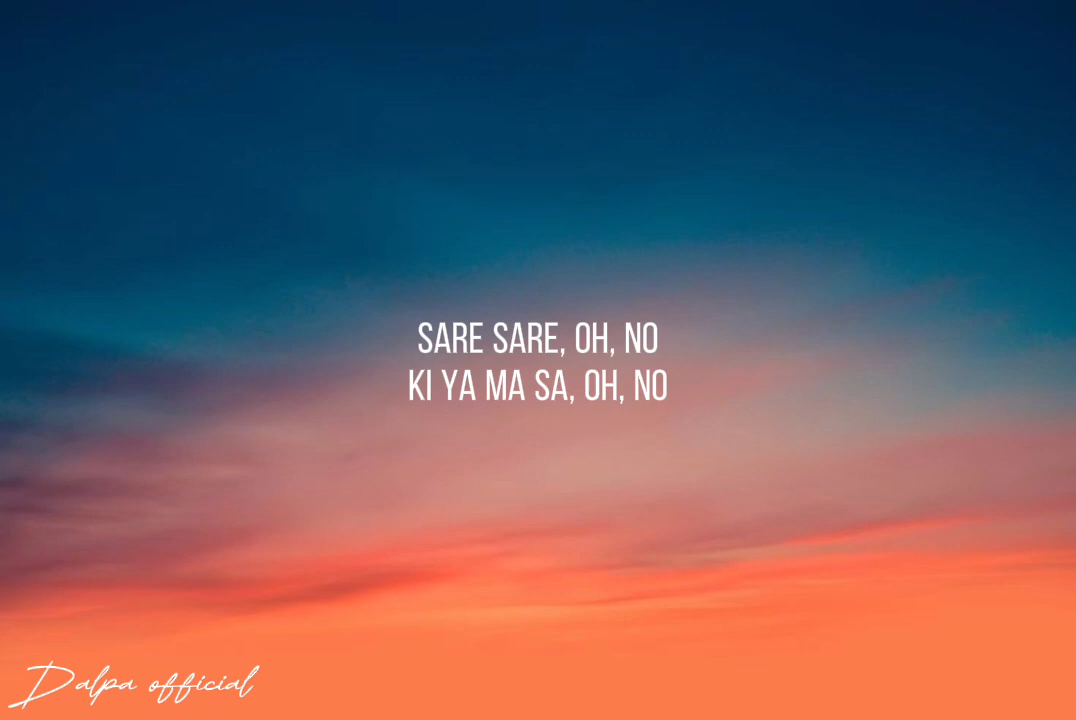 SARE SARE, OH, NO
KI YA MA SA, OH, NO
Dalpa official